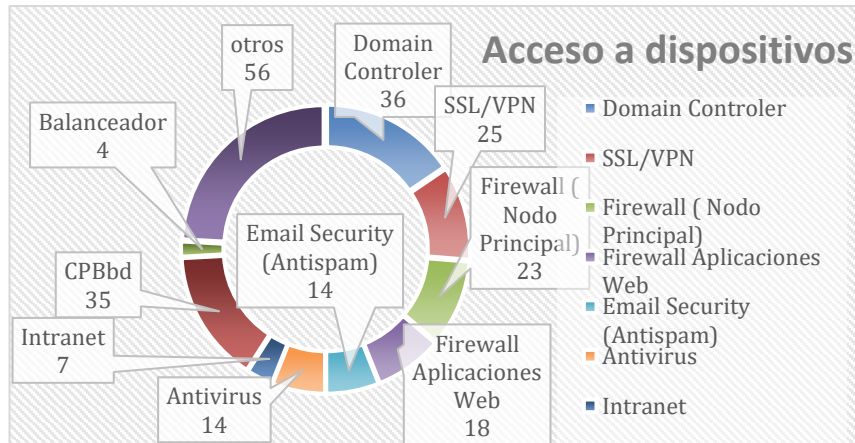 Acceso a dispositivos
otros
56
Domain
Controler
36
SSL/VPN
25
Balanceador
4
Firewall (
Nodo
Principal)
23
Email Security
(Antispam)
14
CPBbd
35
Intranet
7
Antivirus
14
Firewall
Aplicaciones
Web
18
Domain Controler
SSL/VPN
Firewall ( Nodo
Principal)
Firewall Aplicaciones
Web
Email Security
(Antispam)
Antivirus
Intranet